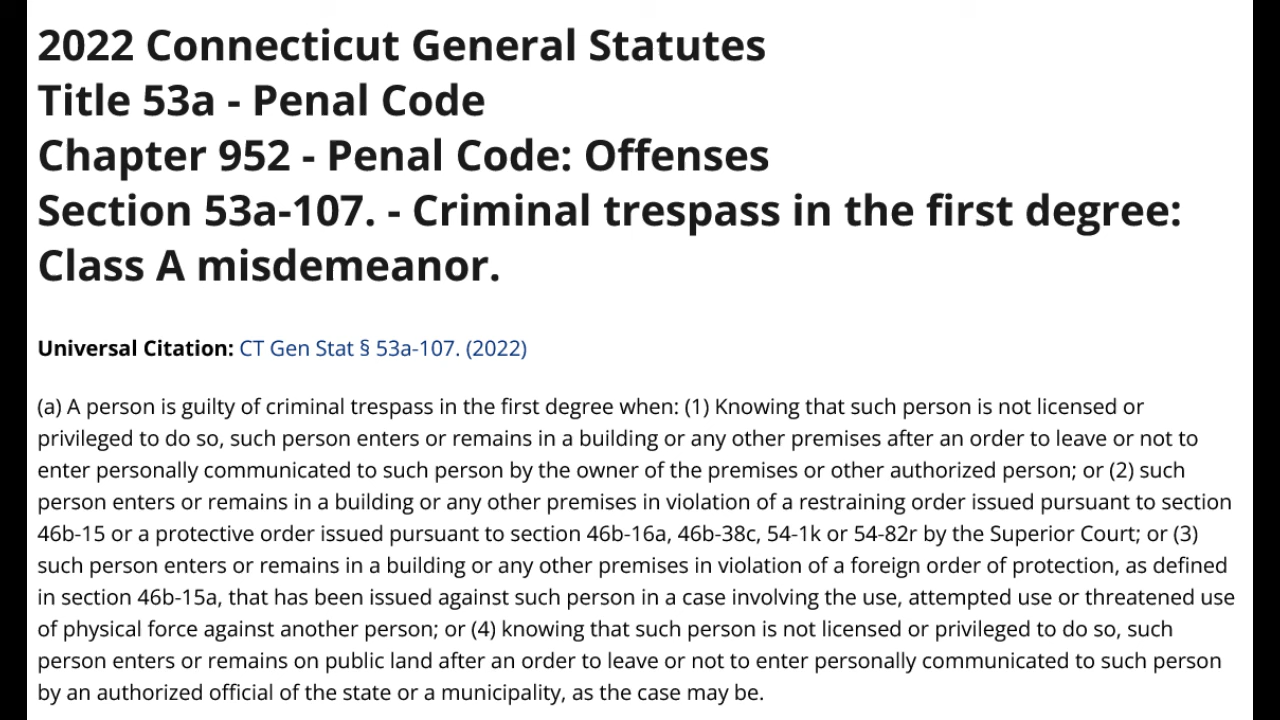 2022 Connecticut General Statutes
Title 53a - Penal Code
Chapter 952 - Penal Code: Offenses
Section 53a-107. - Criminal trespass in the first degree:
Class A misdemeanor.
Universal Citation: CT Gen Stat § 53a-107. (2022)
(a) A person is guilty of criminal trespass in the first degree when: (1) Knowing that such person is not licensed or
privileged to do so, such person enters or remains in a building or any other premises after an order to leave or not to
enter personally communicated to such person by the owner of the premises or other authorized person; or (2) such
person enters or remains in a building or any other premises in violation of a restraining order issued pursuant to section
46b-15 or a protective order issued pursuant to section 46b-16a, 46b-38c, 54-1k or 54-82r by the Superior Court; or (3)
such person enters or remains in a building or any other premises in violation of a foreign order of protection, as defined
in section 46b-15a, that has been issued against such person in a case involving the use, attempted use or threatened use
of physical force against another person; or (4) knowing that such person is not licensed or privileged to do so, such
person enters or remains on public land after an order to leave or not to enter personally communicated to such person
by an authorized official of the state or a municipality, as the case may be.